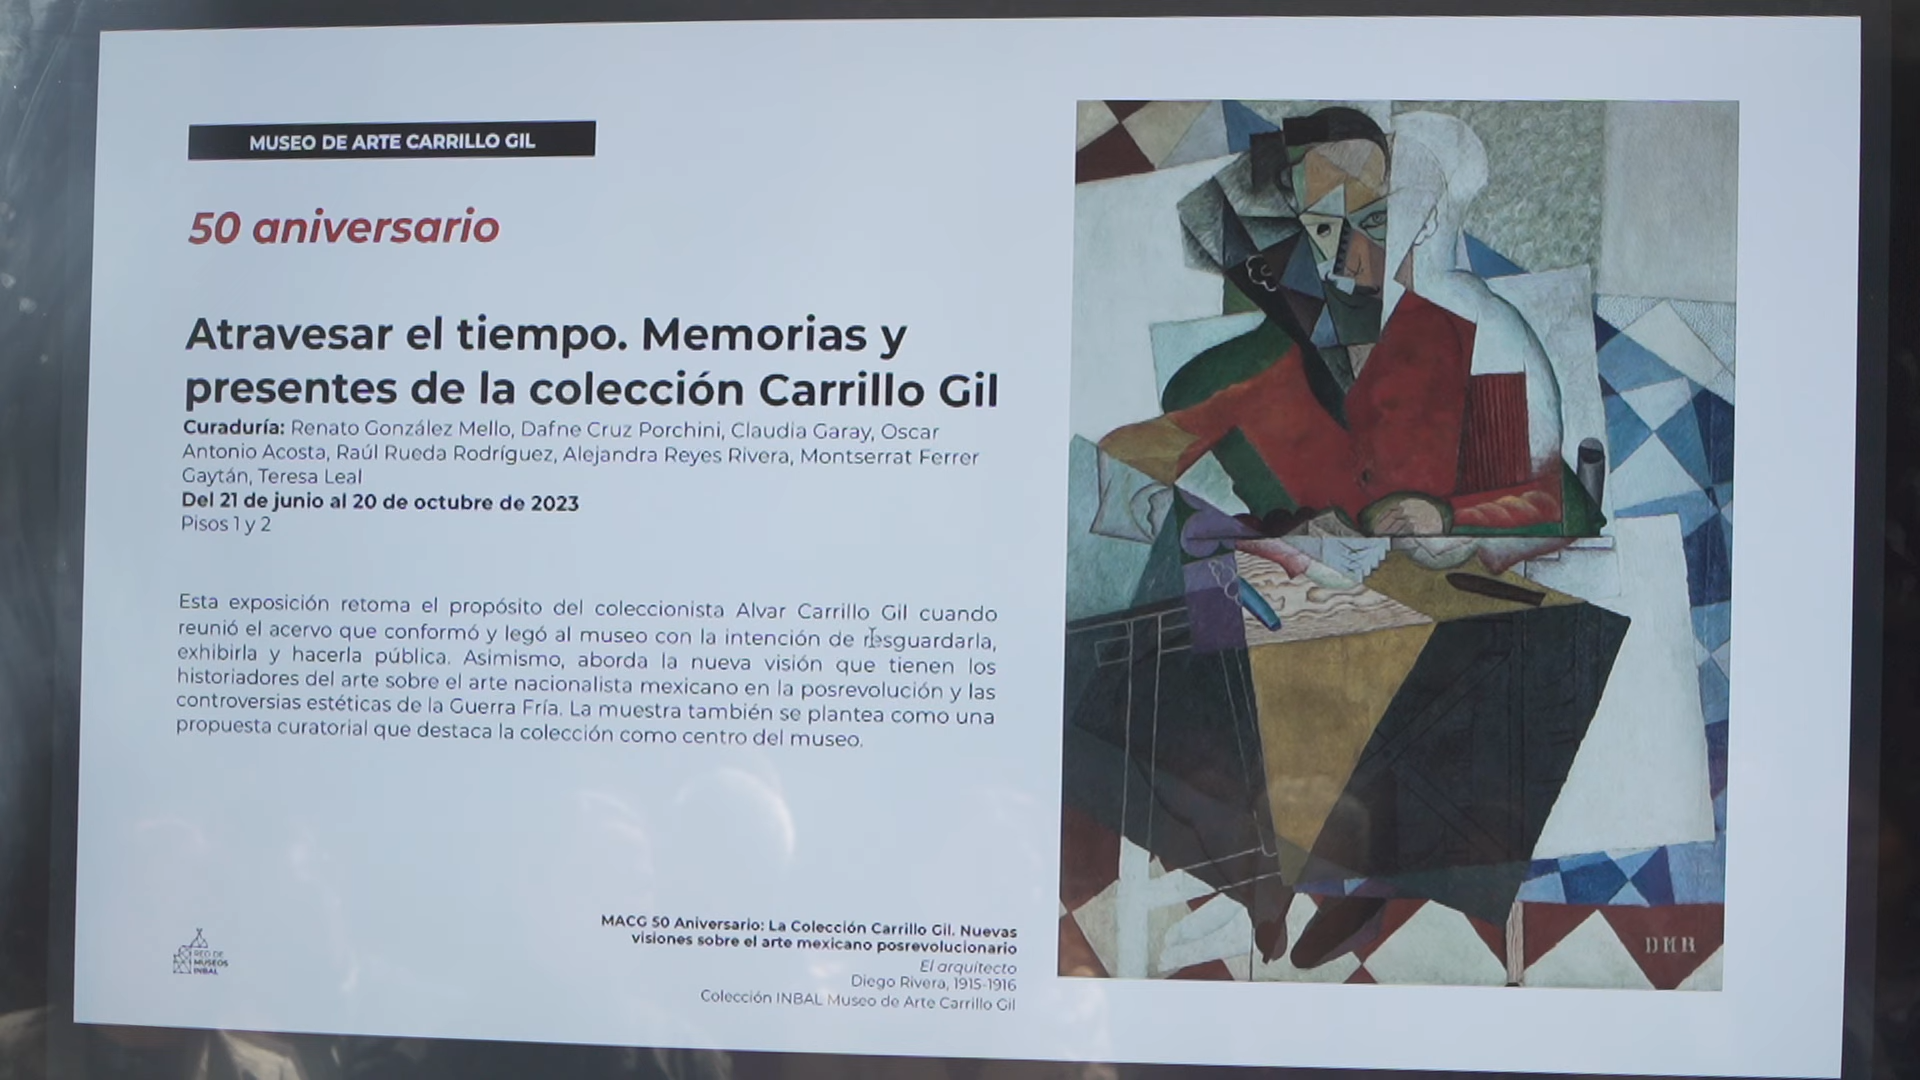 MUSEO DE ARTE CARRILLO GIL
50 aniversario
Atravesar el tiempo. Memorias y
presentes de la colección Carrillo Gil
Curaduría: Renato González Mello, Dafne Cruz Porchini, Claudia Garay, Oscar
Antonio Acosta, Raúl Rueda Rodríguez, Alejandra Reyes Rivera, Montserrat Ferrer
Gaytán, Teresa Leal
Del 21 de junio al 20 de octubre de 2023
Pisos 1 y 2
Esta exposición retoma el propósito del coleccionista Alvar Carrillo Gil cuando
reunió el acervo que conformó y legó al museo con la intención de resguardarla,
exhibirla y hacerla pública. Asimismo, aborda la nueva visión que tienen los
historiadores del arte sobre el arte nacionalista mexicano en la posrevolución y las
controversias estéticas de la Guerra Fría. La muestra también se plantea como una
propuesta curatorial que destaca la colección como centro del museo.
MACG 50 Aniversario: La Colección Carrillo Gil. Nuevas
visiones sobre el arte mexicano posrevolucionario
El arquitecto
Diego Rivera, 1915-1916
Colección INBAL Museo de Arte Carrillo Gil
RED DE
MUSEOS
INBAL
DMR